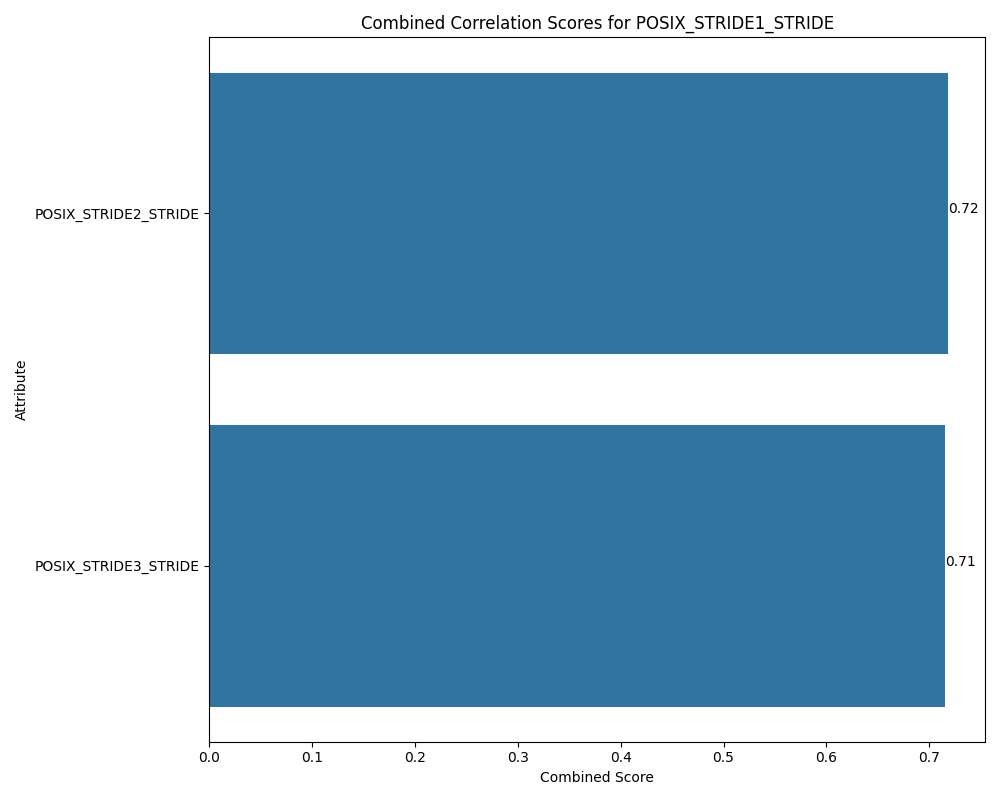 Combined Correlation Scores for POSIX_STRIDE1_STRIDE
POSIX_STRIDE2_STRIDE
0.72
Attribute
POSIX_STRIDE3_STRIDE
0.71
0.0 0.1 0.2 0.3 0.4 0.5 0.6 0.7
Combined Score